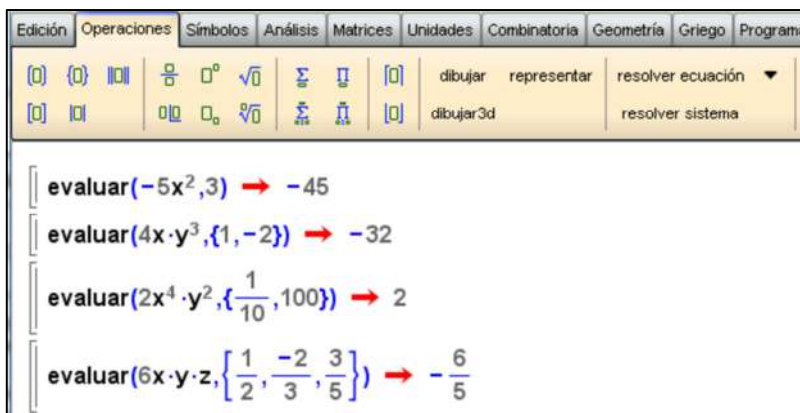 Edición Operaciones Símbolos Análisis Matrices Unidades Combinatoria Geometría Griego Program
dibujar representar resolver ecuación
dibujar3d resolver sistema
evaluar(-5x²,3) → -45
evaluar(4x·y³,{1,-2}) → -32
evaluar(2x⁴·y²,{1/10,100}) → 2
evaluar(6x·y·z,{1/2,-2/3,3/5}) → -6/5